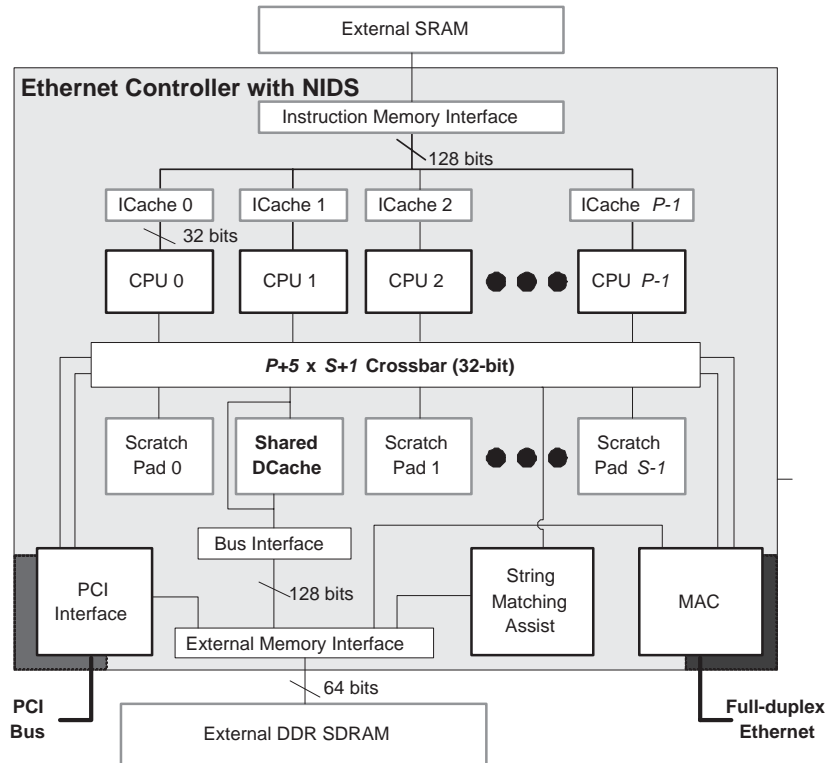 External SRAM
Ethernet Controller with NIDS
Instruction Memory Interface
128 bits
ICache 0
ICache 1
ICache 2
ICache P-1
32 bits
CPU 0
CPU 1
CPU 2
CPU P-1
P+5 x S+1 Crossbar (32-bit)
Scratch
Pad 0
Shared
DCache
Scratch
Pad 1
Scratch
Pad S-1
Bus Interface
PCI
Interface
128 bits
String
Matching
Assist
MAC
External Memory Interface
64 bits
PCI
Bus
External DDR SDRAM
Full-duplex
Ethernet